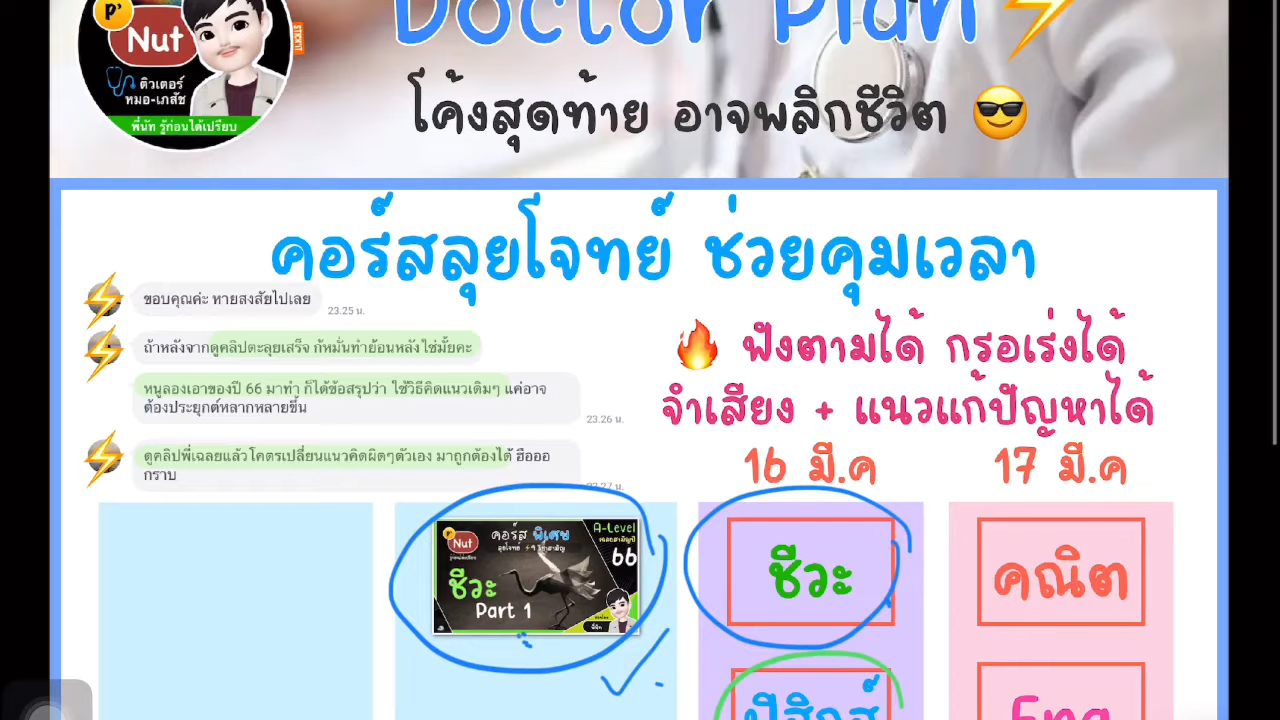 P'
Nut
ติวเตอร์
หมอ-เภสัช
พี่นัท รู้ก่อนได้เปรียบ
Doctor Plan⚡
โค้งสุดท้าย อาจพลิกชีวิต 😎
คอร์สลุยโจทย์ ช่วยคุมเวลา
ขอบคุณค่ะ หายสงสัยไปเลย
23.25 น.
ถ้าหลังจากดูคลิปตะลุยเสร็จ ก้หมั่นทำย้อนหลัง ใช่มั้ยคะ
หนูลองเอาของปี 66 มาทำ ก็ได้ข้อสรุปว่า ใช้วิธีคิดแนวเดิมๆ แค่อาจ
ต้องประยุกต์หลากหลายขึ้น
23.26 น.
ดูคลิปพี่เฉลยแล้ว โคตรเปลี่ยนแนวคิดผิดๆตัวเอง มาถูกต้องได้ ฮือออ
กราบ
23.27 น.
🔥 ฟังตามได้ กรอเร่งได้
จำเสียง + แนวแก้ปัญหาได้
16 มี.ค
17 มี.ค
Nut
คอร์ส พิเศษ
A-Level
66
ชีวะ
Part 1
พี่นัท
ชีวะ
คณิต
ฟิสิกส์
Eng